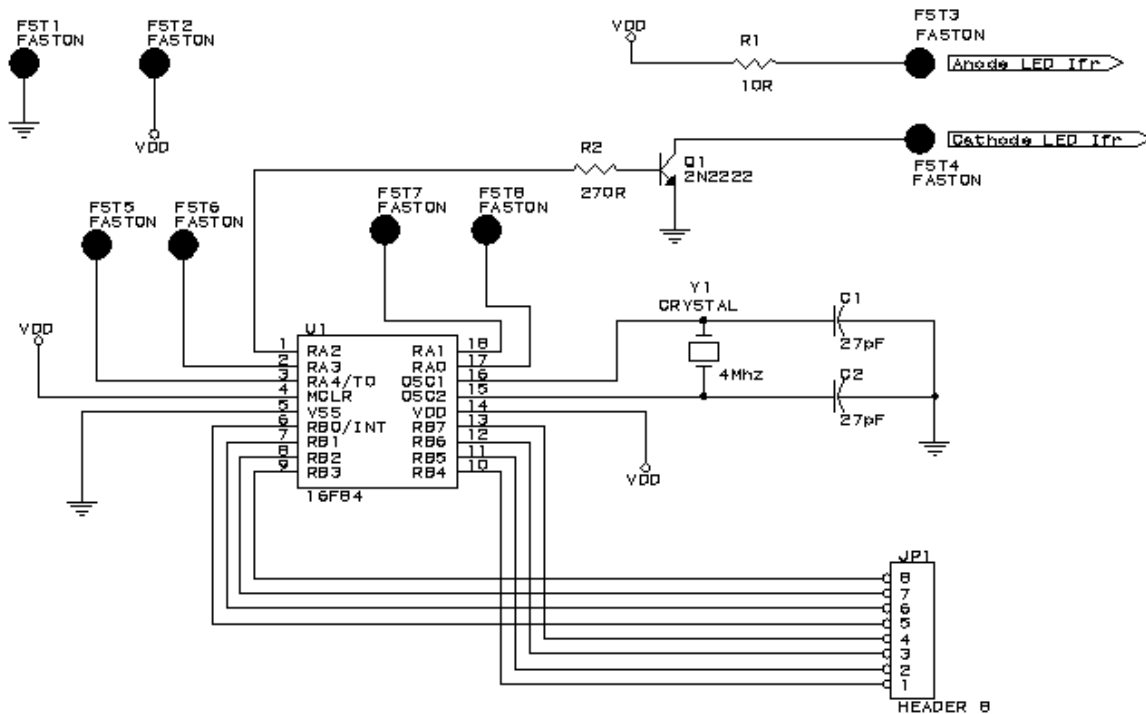 FST1
FASTON
FST2
FASTON
VDD
VDD
R1
10R
FST3
FASTON
Anode LED Ifr
Cathode LED Ifr
FST4
FASTON
R2
270R
Q1
2N2222
FST5
FASTON
FST6
FASTON
FST7
FASTON
FST8
FASTON
VDD
U1
1 RA2 RA1 18
2 RA3 RA0 17
3 RA4/T0 OSC1 16
4 MCLR OSC2 15
5 VSS VDD 14
6 RB0/INT RB7 13
7 RB1 RB6 12
8 RB2 RB5 11
9 RB3 RB4 10
16F84
Y1
CRYSTAL
4Mhz
C1
27pF
C2
27pF
VDD
JP1
8
7
6
5
4
3
2
1
HEADER 8